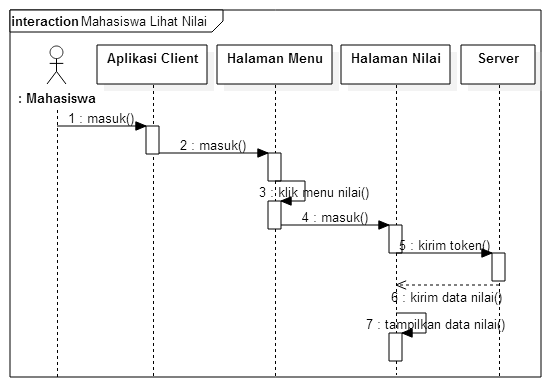 interaction Mahasiswa Lihat Nilai
Aplikasi Client
Halaman Menu
Halaman Nilai
Server
: Mahasiswa
1 : masuk()
2 : masuk()
3 : klik menu nilai()
4 : masuk()
5 : kirim token()
6 : kirim data nilai()
7 : tampilkan data nilai()